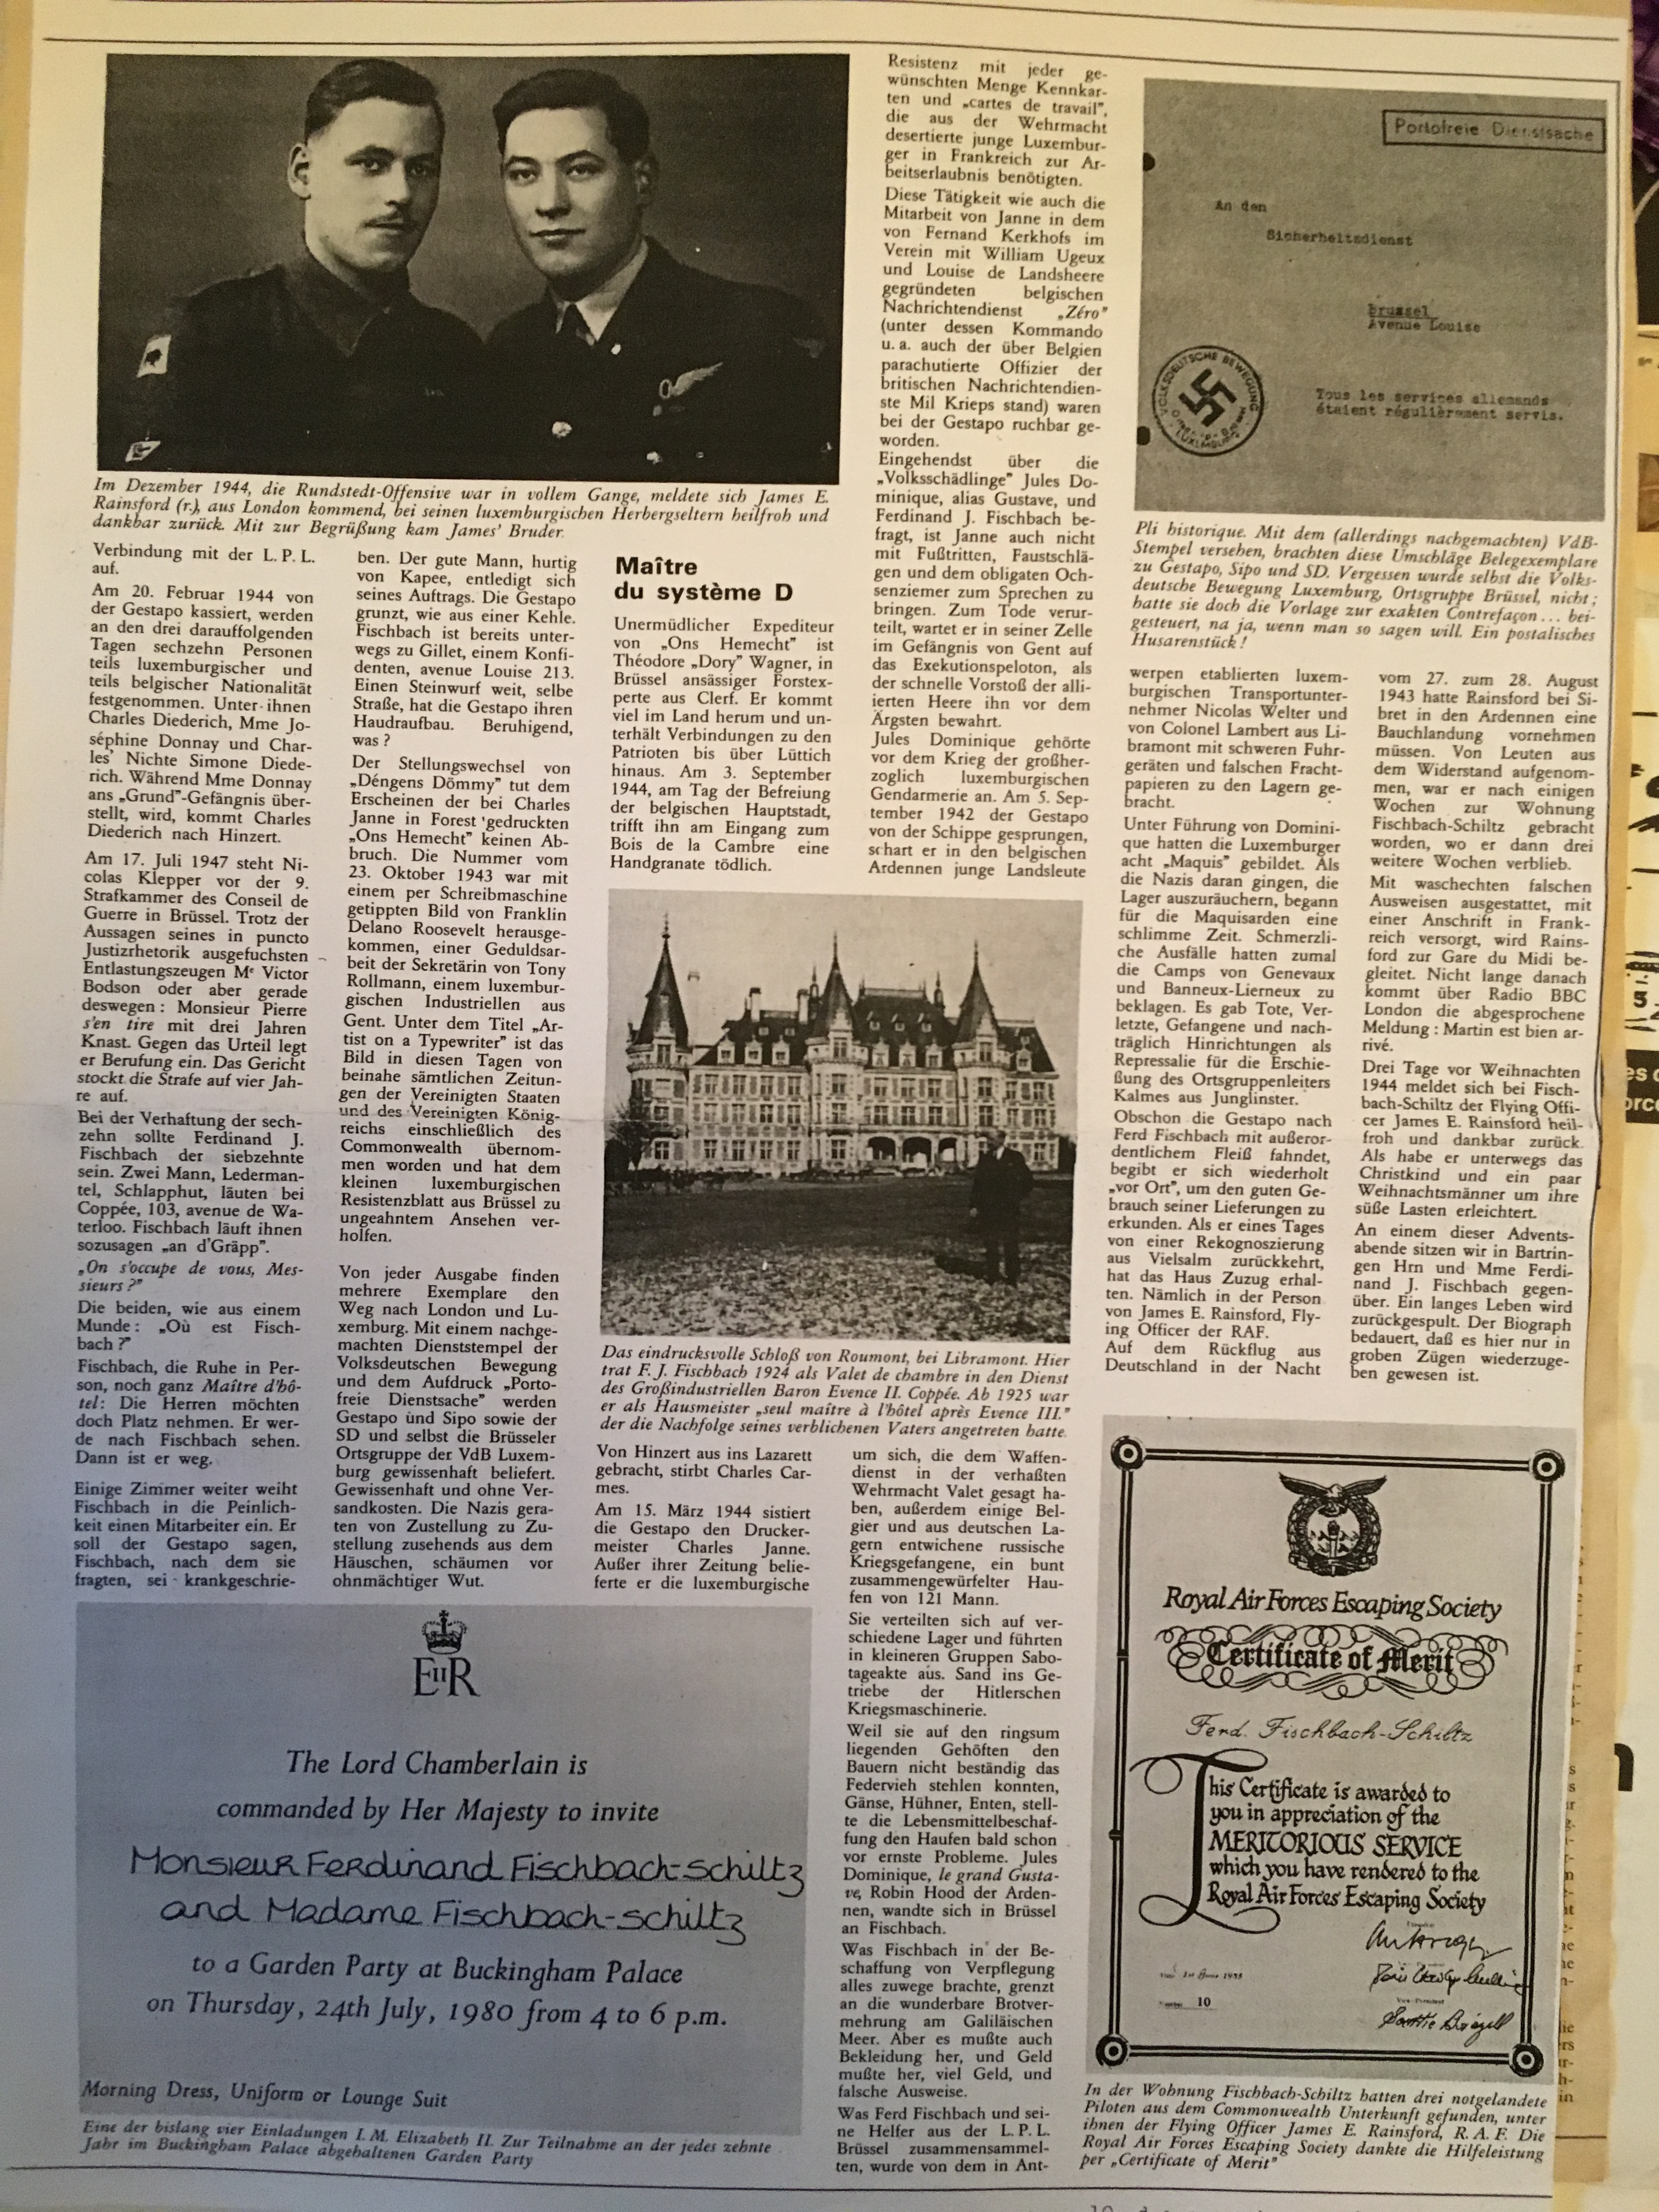 Im Dezember 1944, die Rundstedt-Offensive war in vollem Gange, meldete sich James E.
Rainsford (r.), aus London kommend, bei seinen luxemburgischen Herbergseltern heilfroh und
dankbar zurück. Mit zur Begrüßung kam James' Bruder.
Verbindung mit der L. P. L.
auf.
Am 20. Februar 1944 von
der Gestapo kassiert, werden
an den drei darauffolgenden
Tagen sechzehn Personen
teils luxemburgischer und
teils belgischer Nationalität
festgenommen. Unter ihnen
Charles Diederich, Mme Jo-
séphine Donnay und Char-
les' Nichte Simone Diede-
rich. Während Mme Donnay
ans „Grund"-Gefängnis über-
stellt, wird, kommt Charles
Diederich nach Hinzert.
Am 17. Juli 1947 steht Ni-
colas Klepper vor der 9.
Strafkammer des Conseil de
Guerre in Brüssel. Trotz der
Aussagen seines in puncto
Justizrhetorik ausgefuchsten
Entlastungszeugen Me Victor
Bodson oder aber gerade
deswegen : Monsieur Pierre
s'en tire mit drei Jahren
Knast. Gegen das Urteil legt
er Berufung ein. Das Gericht
stockt die Strafe auf vier Jah-
re auf.
Bei der Verhaftung der sech-
zehn sollte Ferdinand J.
Fischbach der siebzehnte
sein. Zwei Mann, Lederman-
tel, Schlapphut, läuten bei
Coppée, 103, avenue de Wa-
terloo. Fischbach läuft ihnen
sozusagen „an d'Gräpp".
„On s'occupe de vous, Mes-
sieurs ?"
Die beiden, wie aus einem
Munde : „Où est Fisch-
bach ?"
Fischbach, die Ruhe in Per-
son, noch ganz Maître d'hô-
tel : Die Herren möchten
doch Platz nehmen. Er wer-
de nach Fischbach sehen.
Dann ist er weg.
Einige Zimmer weiter weiht
Fischbach in die Peinlich-
keit einen Mitarbeiter ein. Er
soll der Gestapo sagen,
Fischbach, nach dem sie
fragten, sei krankgeschrie-
ben. Der gute Mann, hurtig
von Kapee, entledigt sich
seines Auftrags. Die Gestapo
grunzt, wie aus einer Kehle.
Fischbach ist bereits unter-
wegs zu Gillet, einem Konfi-
denten, avenue Louise 213.
Einen Steinwurf weit, selbe
Straße, hat die Gestapo ihren
Haudraufbau. Beruhigend,
was ?
Der Stellungswechsel von
„Déngens Dömmy" tut dem
Erscheinen der bei Charles
Janne in Forest gedruckten
„Ons Hemecht" keinen Ab-
bruch. Die Nummer vom
23. Oktober 1943 war mit
einem per Schreibmaschine
getippten Bild von Franklin
Delano Roosevelt herausge-
kommen, einer Geduldsar-
beit der Sekretärin von Tony
Rollmann, einem luxembur-
gischen Industriellen aus
Gent. Unter dem Titel „Ar-
tist on a Typewriter" ist das
Bild in diesen Tagen von
beinahe sämtlichen Zeitun-
gen der Vereinigten Staaten
und des Vereinigten König-
reichs einschließlich des
Commonwealth übernom-
men worden und hat dem
kleinen luxemburgischen
Resistenzblatt aus Brüssel zu
ungeahntem Ansehen ver-
holfen.
Von jeder Ausgabe finden
mehrere Exemplare den
Weg nach London und Lu-
xemburg. Mit einem nachge-
machten Dienststempel der
Volksdeutschen Bewegung
und dem Aufdruck „Porto-
freie Dienstsache" werden
Gestapo und Sipo sowie der
SD und selbst die Brüsseler
Ortsgruppe der VdB Luxem-
burg gewissenhaft beliefert.
Gewissenhaft und ohne Ver-
sandkosten. Die Nazis gera-
ten von Zustellung zu Zu-
stellung zusehends aus dem
Häuschen, schäumen vor
ohnmächtiger Wut.
Maître
du système D
Unermüdlicher Expediteur
von „Ons Hemecht" ist
Théodore „Dory" Wagner, in
Brüssel ansässiger Forstex-
perte aus Clerf. Er kommt
viel im Land herum und un-
terhält Verbindungen zu den
Patrioten bis über Lüttich
hinaus. Am 3. September
1944, am Tag der Befreiung
der belgischen Hauptstadt,
trifft ihn am Eingang zum
Bois de la Cambre eine
Handgranate tödlich.
Das eindrucksvolle Schloß von Roumont, bei Libramont. Hier
trat F. J. Fischbach 1924 als Valet de chambre in den Dienst
des Großindustriellen Baron Evence II. Coppée. Ab 1925 war
er als Hausmeister „seul maître à l'hôtel après Evence III."
der die Nachfolge seines verblichenen Vaters angetreten hatte.
Von Hinzert aus ins Lazarett
gebracht, stirbt Charles Car-
mes.
Am 15. März 1944 sistiert
die Gestapo den Drucker-
meister Charles Janne.
Außer ihrer Zeitung belie-
ferte er die luxemburgische
Resistenz mit jeder ge-
wünschten Menge Kennkar-
ten und „cartes de travail",
die aus der Wehrmacht
desertierte junge Luxembur-
ger in Frankreich zur Ar-
beitserlaubnis benötigten.
Diese Tätigkeit wie auch die
Mitarbeit von Janne in dem
von Fernand Kerkhofs im
Verein mit William Ugeux
und Louise de Landsheere
gegründeten belgischen
Nachrichtendienst „Zéro"
(unter dessen Kommando
u. a. auch der über Belgien
parachutierte Offizier der
britischen Nachrichtendien-
ste Mil Krieps stand) waren
bei der Gestapo ruchbar ge-
worden.
Eingehendst über die
„Volksschädlinge" Jules Do-
minique, alias Gustave, und
Ferdinand J. Fischbach be-
fragt, ist Janne auch nicht
mit Fußtritten, Faustschlä-
gen und dem obligaten Och-
senziemer zum Sprechen zu
bringen. Zum Tode verur-
teilt, wartet er in seiner Zelle
im Gefängnis von Gent auf
das Exekutionspeloton, als
der schnelle Vorstoß der alli-
ierten Heere ihn vor dem
Ärgsten bewahrt.
Jules Dominique gehörte
vor dem Krieg der großher-
zoglich luxemburgischen
Gendarmerie an. Am 5. Sep-
tember 1942 der Gestapo
von der Schippe gesprungen,
schart er in den belgischen
Ardennen junge Landsleute
um sich, die dem Waffen-
dienst in der verhaßten
Wehrmacht Valet gesagt ha-
ben, außerdem einige Bel-
gier und aus deutschen La-
gern entwichene russische
Kriegsgefangene, ein bunt
zusammengewürfelter Hau-
fen von 121 Mann.
Sie verteilten sich auf ver-
schiedene Lager und führten
in kleineren Gruppen Sabo-
tageakte aus. Sand ins Ge-
triebe der Hitlerschen
Kriegsmaschinerie.
Weil sie auf den ringsum
liegenden Gehöften den
Bauern nicht beständig das
Federvieh stehlen konnten,
Gänse, Hühner, Enten, stell-
te die Lebensmittelbeschaf-
fung den Haufen bald schon
vor ernste Probleme. Jules
Dominique, le grand Gusta-
ve, Robin Hood der Arden-
nen, wandte sich in Brüssel
an Fischbach.
Was Fischbach in der Be-
schaffung von Verpflegung
alles zuwege brachte, grenzt
an die wunderbare Brotver-
mehrung am Galiläischen
Meer. Aber es mußte auch
Bekleidung her, und Geld
mußte her, viel Geld, und
falsche Ausweise.
Was Ferd Fischbach und sei-
ne Helfer aus der L. P. L.
Brüssel zusammensammel-
ten, wurde von dem in Ant-
Portofreie Dienstsache
An den
Sicherheitsdienst
Brussel
Avenue Louise
VOLKSDEUTSCHE BEWEGUNG
LUXEMBURG
Tous les services allemands
étaient régulièrement servis.
Pli historique. Mit dem (allerdings nachgemachten) VdB-
Stempel versehen, brachten diese Umschläge Belegexemplare
zu Gestapo, Sipo und SD. Vergessen wurde selbst die Volks-
deutsche Bewegung Luxemburg, Ortsgruppe Brüssel, nicht ;
hatte sie doch die Vorlage zur exakten Contrefaçon . . . bei-
gesteuert, na ja, wenn man so sagen will. Ein postalisches
Husarenstück !
werpen etablierten luxem-
burgischen Transportunter-
nehmer Nicolas Welter und
von Colonel Lambert aus Li-
bramont mit schweren Fuhr-
geräten und falschen Fracht-
papieren zu den Lagern ge-
bracht.
Unter Führung von Domini-
que hatten die Luxemburger
acht „Maquis" gebildet. Als
die Nazis daran gingen, die
Lager auszuräuchern, begann
für die Maquisarden eine
schlimme Zeit. Schmerzli-
che Ausfälle hatten zumal
die Camps von Genevaux
und Banneux-Lierneux zu
beklagen. Es gab Tote, Ver-
letzte, Gefangene und nach-
träglich Hinrichtungen als
Repressalie für die Erschie-
ßung des Ortsgruppenleiters
Kalmes aus Junglinster.
Obschon die Gestapo nach
Ferd Fischbach mit außeror-
dentlichem Fleiß fahndet,
begibt er sich wiederholt
„vor Ort", um den guten Ge-
brauch seiner Lieferungen zu
erkunden. Als er eines Tages
von einer Rekognoszierung
aus Vielsalm zurückkehrt,
hat das Haus Zuzug erhal-
ten. Nämlich in der Person
von James E. Rainsford, Fly-
ing Officer der RAF.
Auf dem Rückflug aus
Deutschland in der Nacht
vom 27. zum 28. August
1943 hatte Rainsford bei Si-
bret in den Ardennen eine
Bauchlandung vornehmen
müssen. Von Leuten aus
dem Widerstand aufgenom-
men, war er nach einigen
Wochen zur Wohnung
Fischbach-Schiltz gebracht
worden, wo er dann drei
weitere Wochen verblieb.
Mit waschechten falschen
Ausweisen ausgestattet, mit
einer Anschrift in Frank-
reich versorgt, wird Rains-
ford zur Gare du Midi be-
gleitet. Nicht lange danach
kommt über Radio BBC
London die abgesprochene
Meldung : Martin est bien ar-
rivé.
Drei Tage vor Weihnachten
1944 meldet sich bei Fisch-
bach-Schiltz der Flying Offi-
cer James E. Rainsford heil-
froh und dankbar zurück.
Als habe er unterwegs das
Christkind und ein paar
Weihnachtsmänner um ihre
süße Lasten erleichtert.
An einem dieser Advents-
abende sitzen wir in Bartrin-
gen Hrn und Mme Ferdi-
nand J. Fischbach gegen-
über. Ein langes Leben wird
zurückgespult. Der Biograph
bedauert, daß es hier nur in
groben Zügen wiederzuge-
ben gewesen ist.
EIIR
The Lord Chamberlain is
commanded by Her Majesty to invite
Monsieur Ferdinand Fischbach-Schiltz
and Madame Fischbach-Schiltz
to a Garden Party at Buckingham Palace
on Thursday, 24th July, 1980 from 4 to 6 p.m.
Morning Dress, Uniform or Lounge Suit
Eine der bislang vier Einladungen I. M. Elizabeth II. Zur Teilnahme an der jedes zehnte
Jahr im Buckingham Palace abgehaltenen Garden Party
Royal Air Forces Escaping Society
Certificate of Merit
Ferd. Fischbach-Schiltz
This Certificate is awarded to
you in appreciation of the
MERITORIOUS SERVICE
which you have rendered to the
Royal Air Forces Escaping Society
10
In der Wohnung Fischbach-Schiltz hatten drei notgelandete
Piloten aus dem Commonwealth Unterkunft gefunden, unter
ihnen der Flying Officer James E. Rainsford, R. A. F. Die
Royal Air Forces Escaping Society dankte die Hilfeleistung
per „Certificate of Merit"